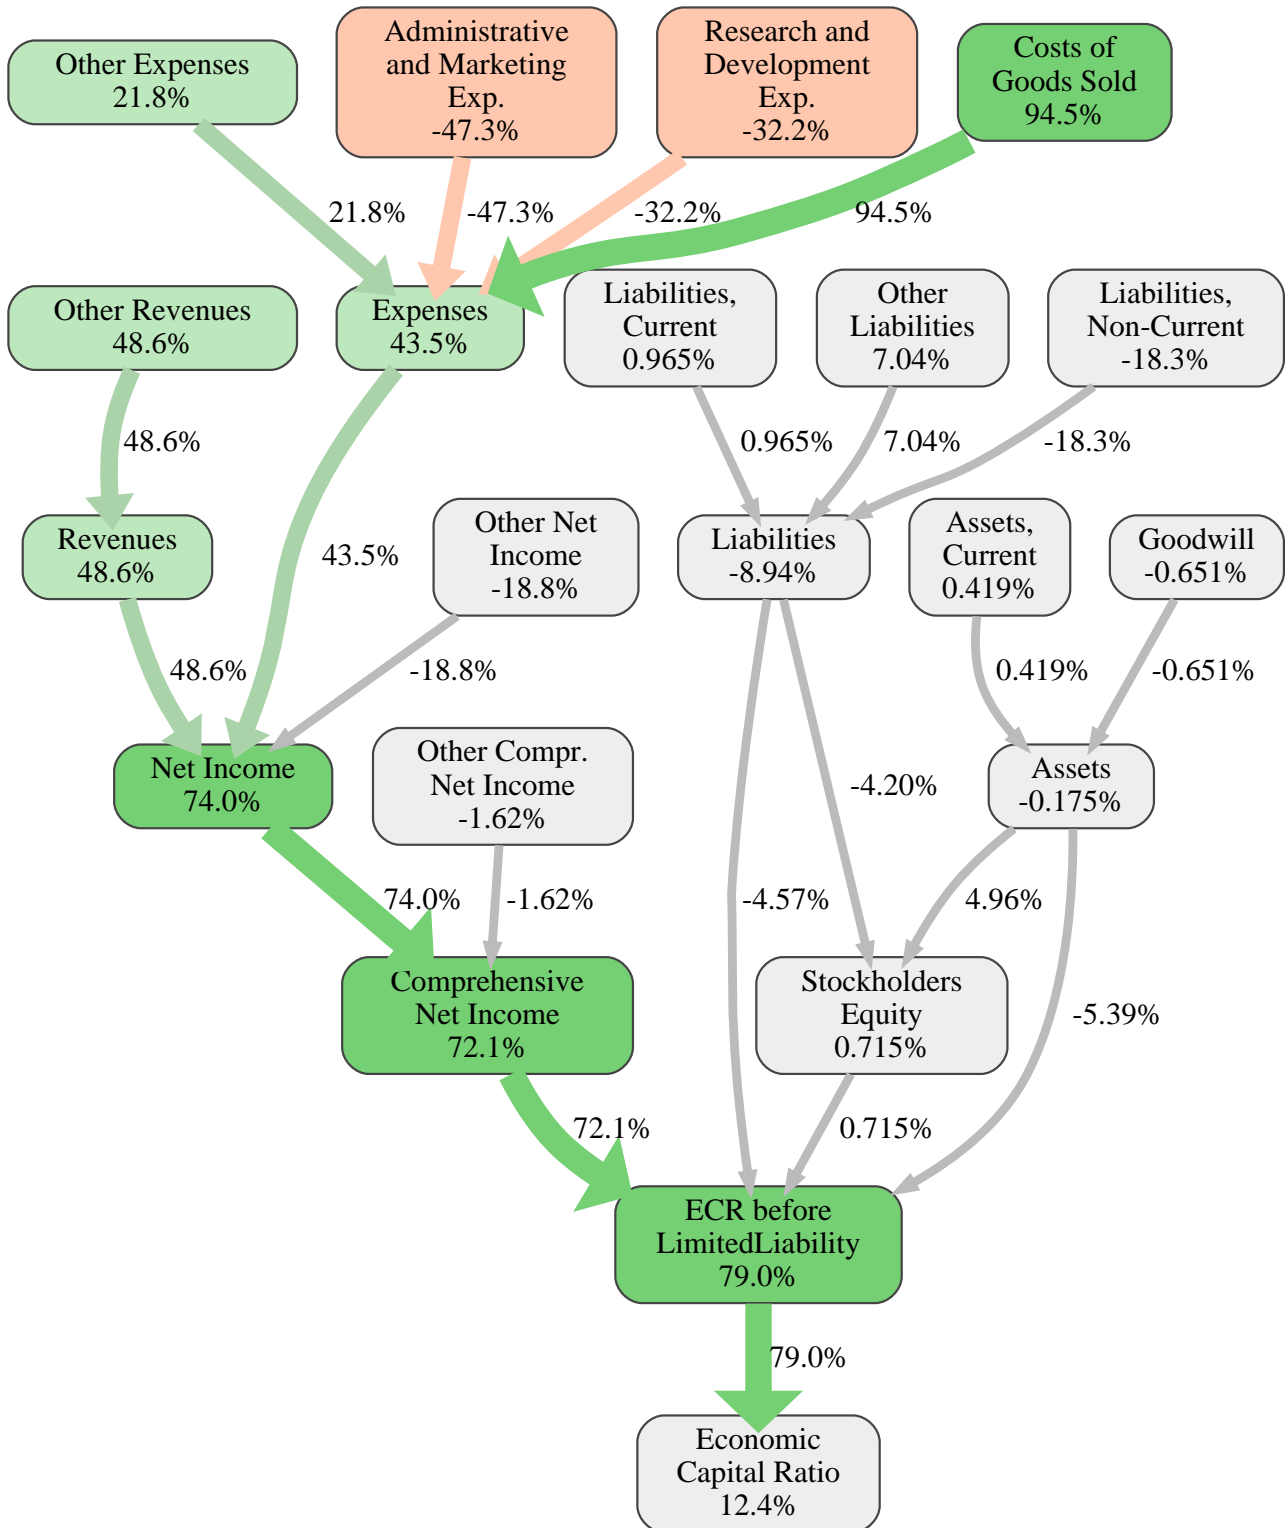 Other Expenses
21.8%
Administrative
and Marketing
Exp.
-47.3%
Research and
Development
Exp.
-32.2%
Costs of
Goods Sold
94.5%
21.8%
-47.3%
-32.2%
94.5%
Other Revenues
48.6%
Expenses
43.5%
Liabilities,
Current
0.965%
Other
Liabilities
7.04%
Liabilities,
Non-Current
-18.3%
48.6%
0.965%
7.04%
-18.3%
Revenues
48.6%
43.5%
Other Net
Income
-18.8%
Liabilities
-8.94%
Assets,
Current
0.419%
Goodwill
-0.651%
48.6%
-18.8%
0.419%
-0.651%
Net Income
74.0%
Other Compr.
Net Income
-1.62%
-4.20%
Assets
-0.175%
74.0%
-1.62%
-4.57%
4.96%
Comprehensive
Net Income
72.1%
Stockholders
Equity
0.715%
-5.39%
72.1%
0.715%
ECR before
LimitedLiability
79.0%
79.0%
Economic
Capital Ratio
12.4%